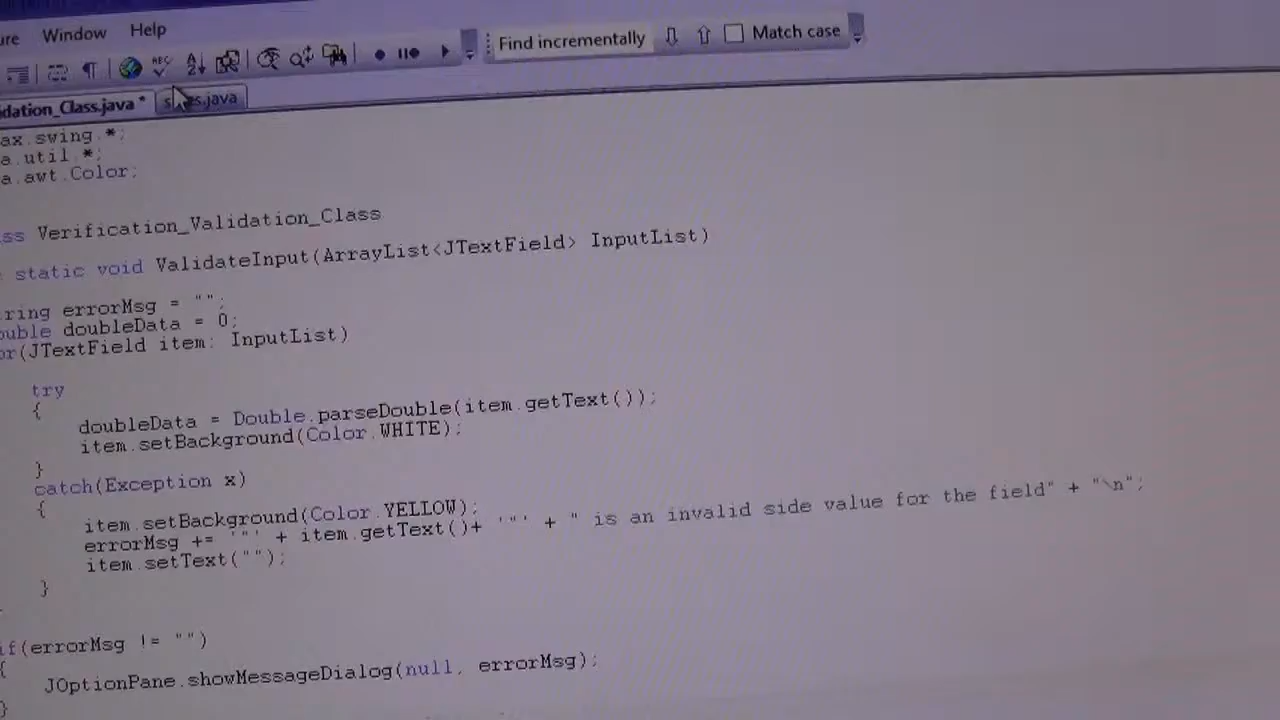 ure Window Help
Find incrementally Match case
dation_Class.java *
.java
ax.swing.*;
a.util.*;
a.awt.Color;
ass Verification_Validation_Class
static void ValidateInput(ArrayList<JTextField> InputList)
ring errorMsg = "";
ouble doubleData = 0;
or(JTextField item: InputList)
try
{
doubleData = Double.parseDouble(item.getText());
item.setBackground(Color.WHITE);
}
catch(Exception x)
{
item.setBackground(Color.YELLOW);
errorMsg += '"' + item.getText()+ '"' + " is an invalid side value for the field" + "\n";
item.setText("");
}
if(errorMsg != "")
{
JOptionPane.showMessageDialog(null, errorMsg);
}